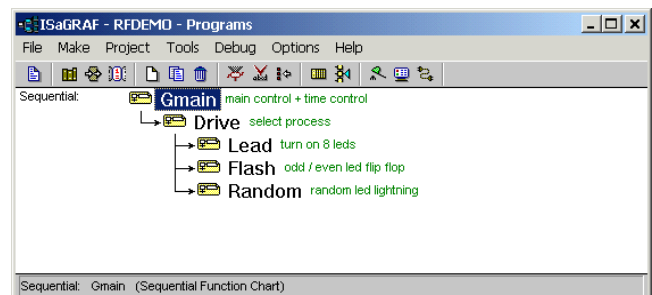 ISaGRAF - RFDEMO - Programs
File Make Project Tools Debug Options Help
Sequential: Gmain main control + time control
Drive select process
Lead turn on 8 leds
Flash odd / even led flip flop
Random random led lightning
Sequential: Gmain (Sequential Function Chart)